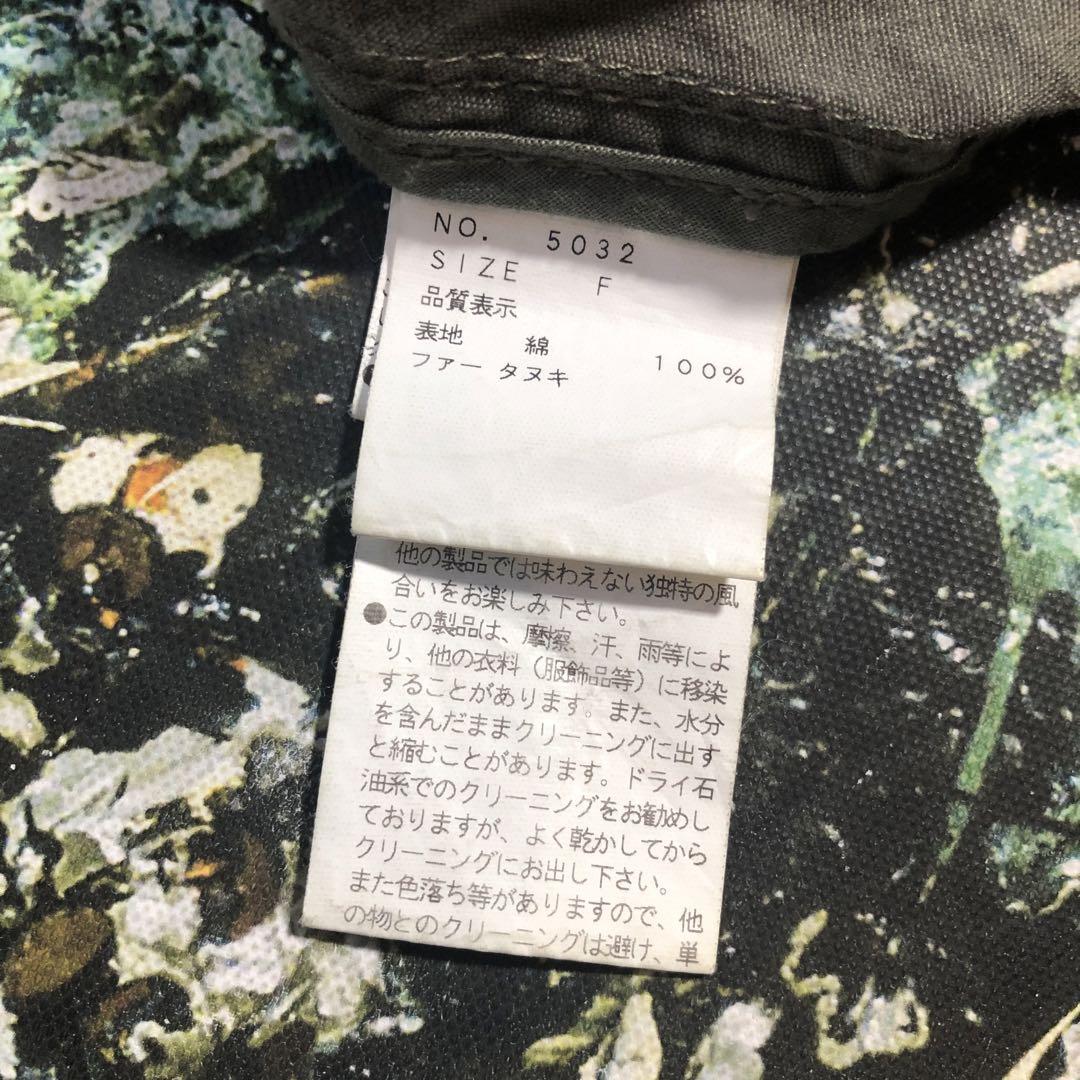 NO. 5032
SIZE F
品質表示
表地 綿 100%
ファー タヌキ
他の製品では味わえない独特の風
合いをお楽しみ下さい。
●この製品は、摩擦、汗、雨等によ
り、他の衣料（服飾品等）に移染
することがあります。また、水分
を含んだままクリーニングに出す
と縮むことがあります。ドライ石
油系でのクリーニングをお勧めし
ておりますが、よく乾かしてから
クリーニングにお出し下さい。
また色落ち等がありますので、他
の物とのクリーニングは避け、単